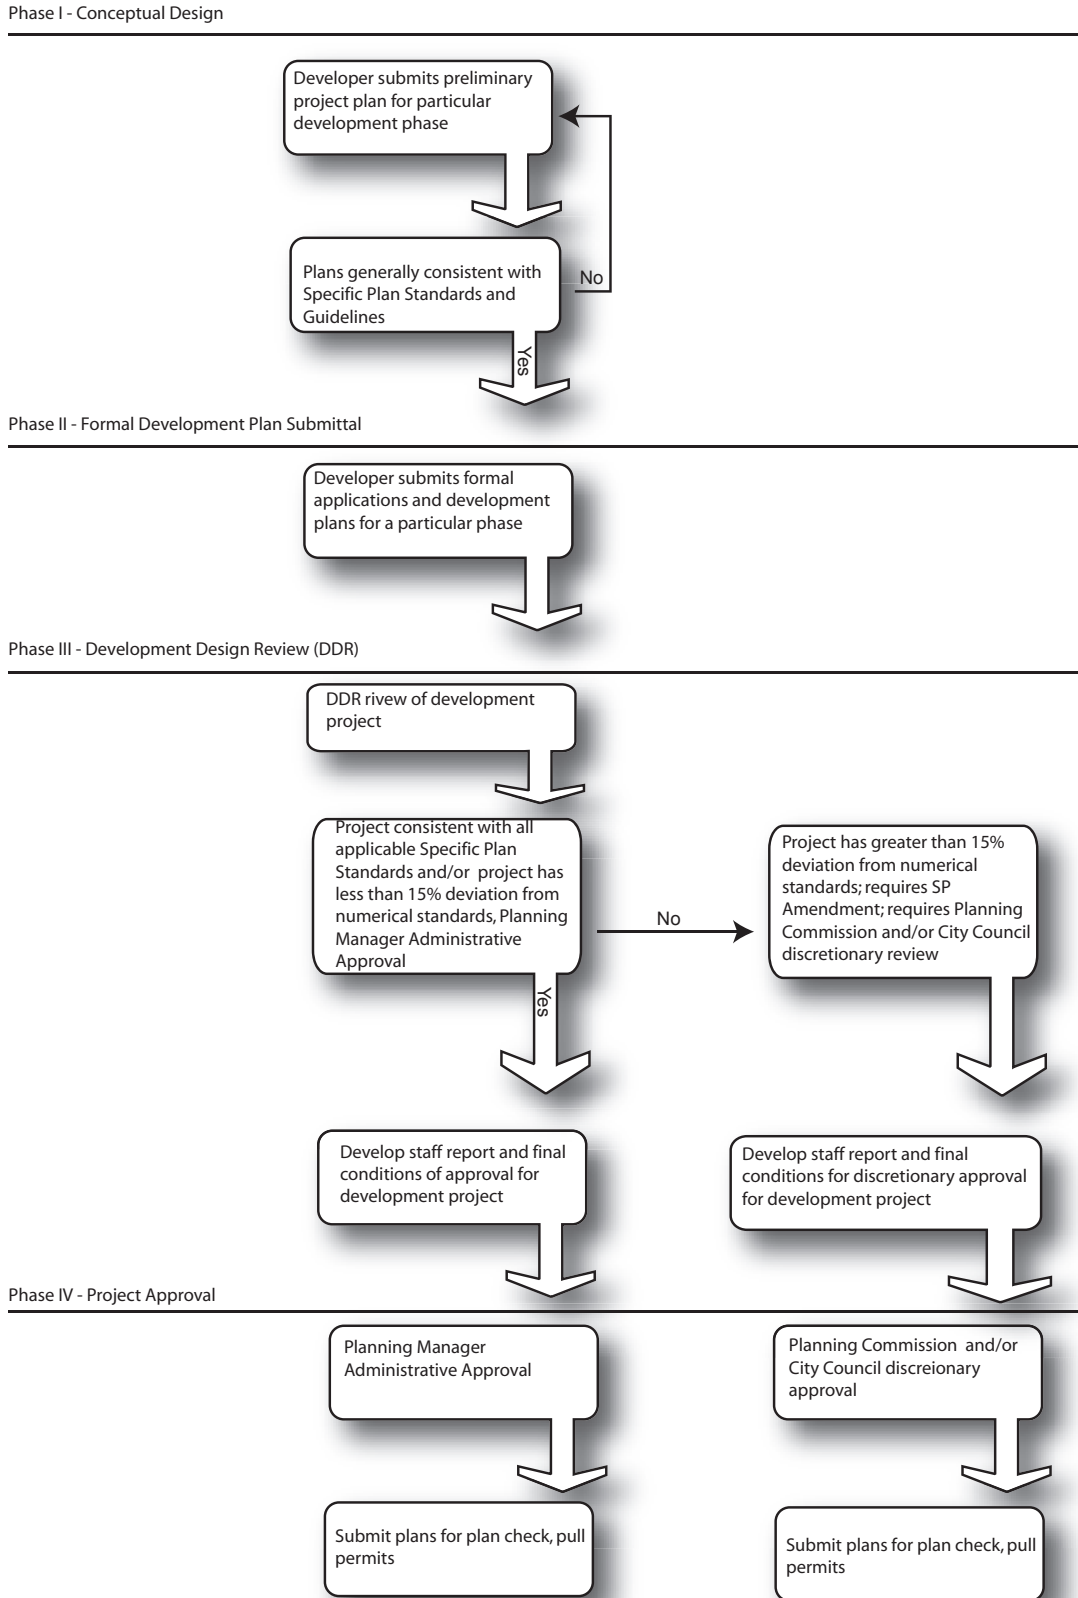 Phase I - Conceptual Design
Developer submits preliminary
project plan for particular
development phase
Plans generally consistent with
Specific Plan Standards and
Guidelines
No
Yes
Phase II - Formal Development Plan Submittal
Developer submits formal
applications and development
plans for a particular phase
Phase III - Development Design Review (DDR)
DDR rivew of development
project
Project consistent with all
applicable Specific Plan
Standards and/or project has
less than 15% deviation from
numerical standards, Planning
Manager Administrative
Approval
No
Project has greater than 15%
deviation from numerical
standards; requires SP
Amendment; requires Planning
Commission and/or City Council
discretionary review
Yes
Develop staff report and final
conditions of approval for
development project
Develop staff report and final
conditions for discretionary approval
for development project
Phase IV - Project Approval
Planning Manager
Administrative Approval
Planning Commission and/or
City Council discreionary
approval
Submit plans for plan check, pull
permits
Submit plans for plan check, pull
permits